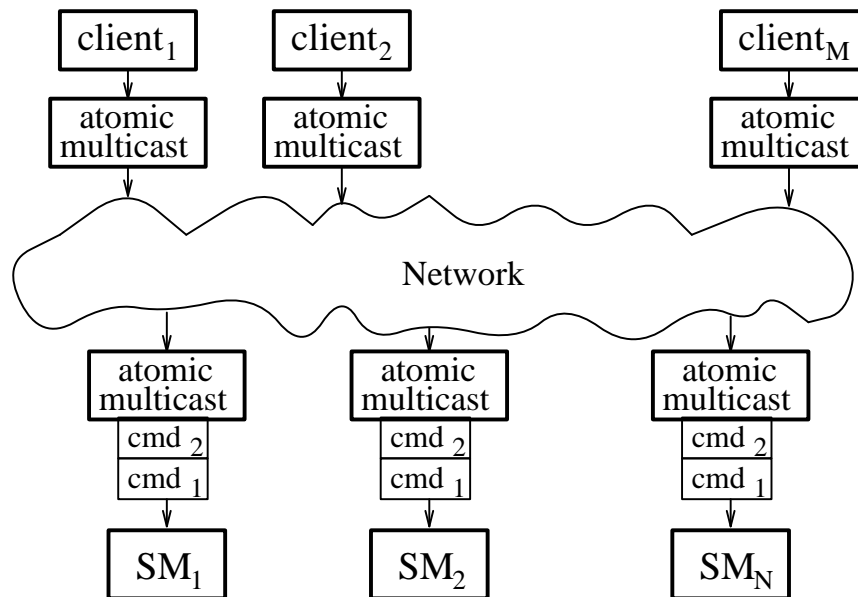 client1 client2 clientM
atomic multicast atomic multicast atomic multicast
Network
atomic multicast atomic multicast atomic multicast
cmd 2 cmd 2 cmd 2
cmd 1 cmd 1 cmd 1
SM1 SM2 SMN